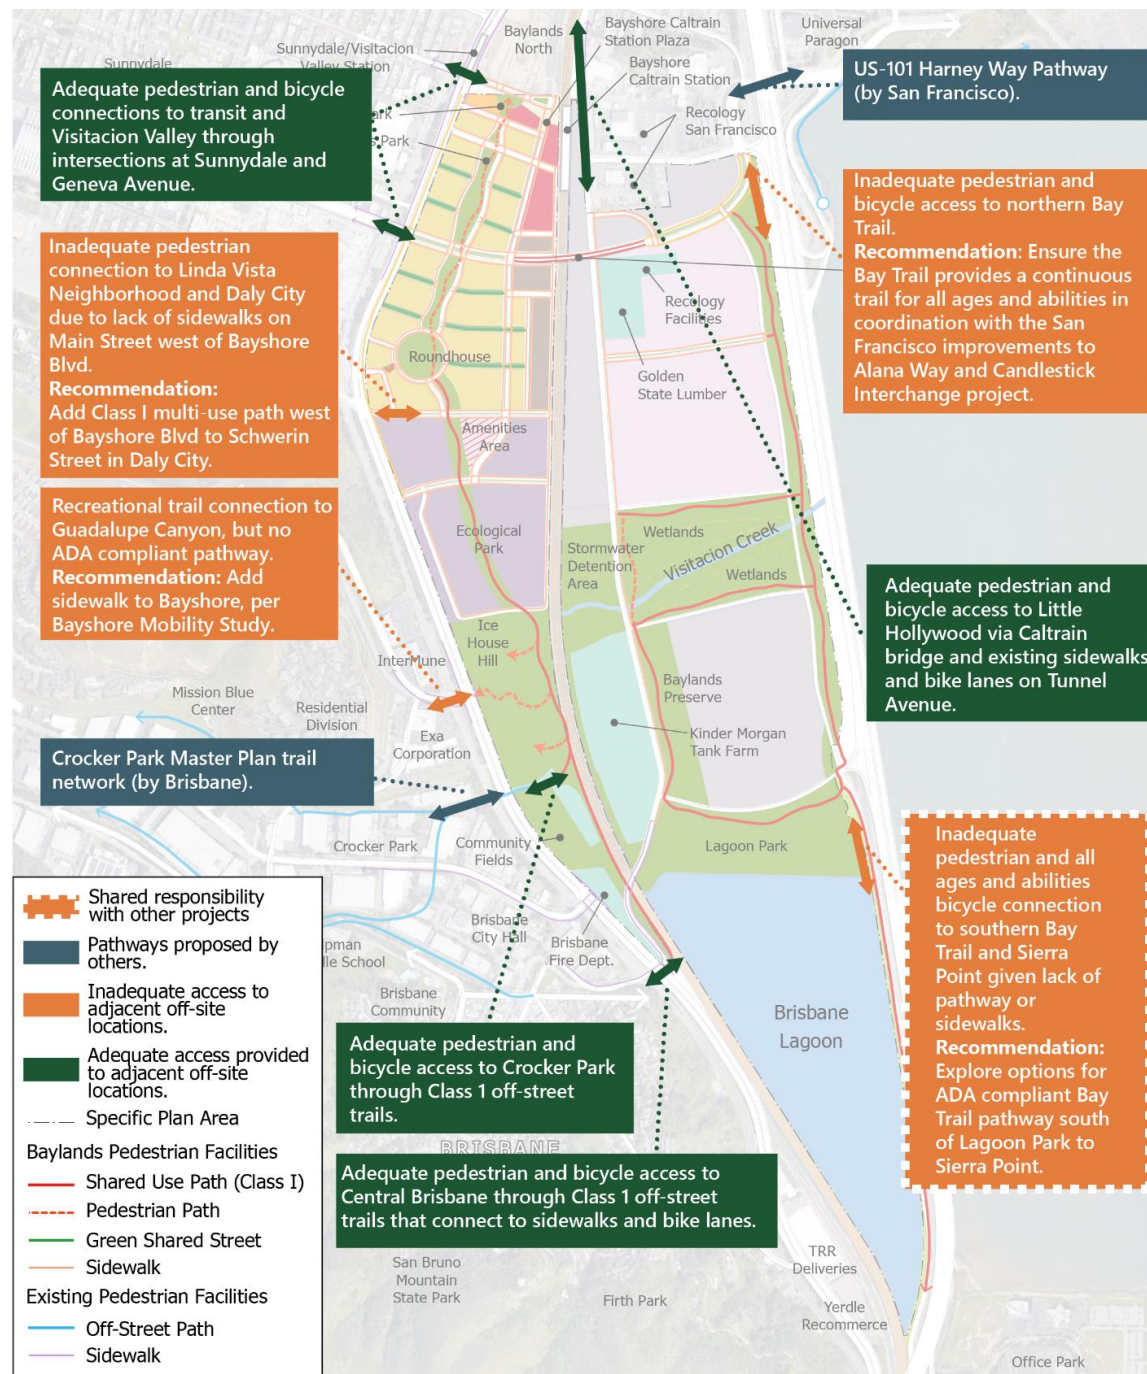 Sunnydale/Visitacion
Valley Station
Sunnydale
Baylands
North
Bayshore Caltrain
Station Plaza
Bayshore
Caltrain Station
Universal
Paragon
Recology
San Francisco
Adequate pedestrian and bicycle
connections to transit and
Visitacion Valley through
intersections at Sunnydale and
Geneva Avenue.
US-101 Harney Way Pathway
(by San Francisco).
Park
Inadequate pedestrian and
bicycle access to northern Bay
Trail.
Recommendation: Ensure the
Bay Trail provides a continuous
trail for all ages and abilities in
coordination with the San
Francisco improvements to
Alana Way and Candlestick
Interchange project.
Inadequate pedestrian
connection to Linda Vista
Neighborhood and Daly City
due to lack of sidewalks on
Main Street west of Bayshore
Blvd.
Recommendation:
Add Class I multi-use path west
of Bayshore Blvd to Schwerin
Street in Daly City.
Recology
Facilities
Roundhouse
Golden
State Lumber
Amenities
Area
Recreational trail connection to
Guadalupe Canyon, but no
ADA compliant pathway.
Recommendation: Add
sidewalk to Bayshore, per
Bayshore Mobility Study.
Ecological
Park
Stormwater
Detention
Area
Wetlands
Visitacion Creek
Wetlands
Adequate pedestrian and
bicycle access to Little
Hollywood via Caltrain
bridge and existing sidewalks
and bike lanes on Tunnel
Avenue.
Ice
House
Hill
InterMune
Mission Blue
Center
Residential
Division
Exa
Corporation
Baylands
Preserve
Kinder Morgan
Tank Farm
Crocker Park Master Plan trail
network (by Brisbane).
Crocker Park
Community
Fields
Lagoon Park
Inadequate
pedestrian and all
ages and abilities
bicycle connection
to southern Bay
Trail and Sierra
Point given lack of
pathway or
sidewalks.
Recommendation:
Explore options for
ADA compliant Bay
Trail pathway south
of Lagoon Park to
Sierra Point.
Brisbane
City Hall
Brisbane
Fire Dept.
Brisbane
Community
Brisbane
Lagoon
Adequate pedestrian and
bicycle access to Crocker Park
through Class 1 off-street
trails.
BRISBANE
Adequate pedestrian and bicycle access to
Central Brisbane through Class 1 off-street
trails that connect to sidewalks and bike lanes.
San Bruno
Mountain
State Park
Firth Park
TRR
Deliveries
Yerdle
Recommerce
Office Park
Shared responsibility
with other projects
Pathways proposed by
others.
Inadequate access to
adjacent off-site
locations.
Adequate access provided
to adjacent off-site
locations.
Specific Plan Area
Baylands Pedestrian Facilities
Shared Use Path (Class I)
Pedestrian Path
Green Shared Street
Sidewalk
Existing Pedestrian Facilities
Off-Street Path
Sidewalk